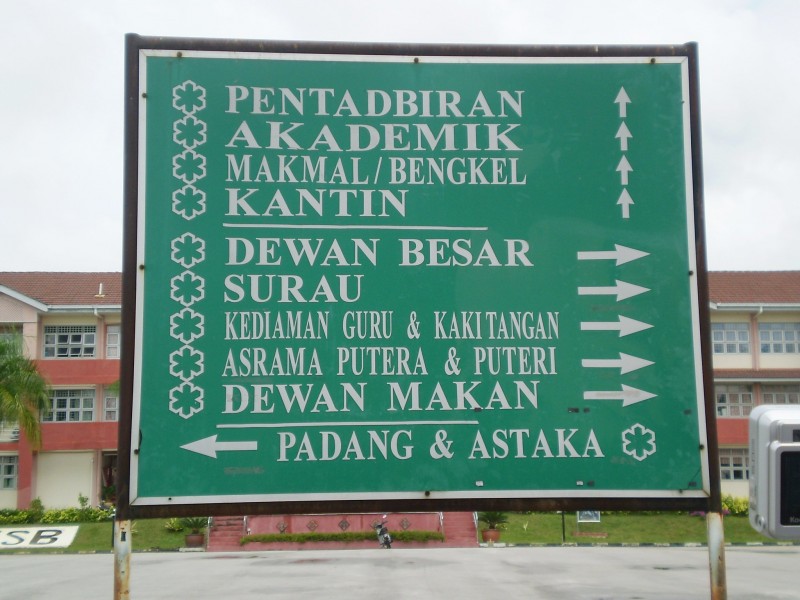 PENTADBIRAN
AKADEMIK
MAKMAL/BENGKEL
KANTIN
DEWAN BESAR
SURAU
KEDIAMAN GURU & KAKITANGAN
ASRAMA PUTERA & PUTERI
DEWAN MAKAN
PADANG & ASTAKA
SB